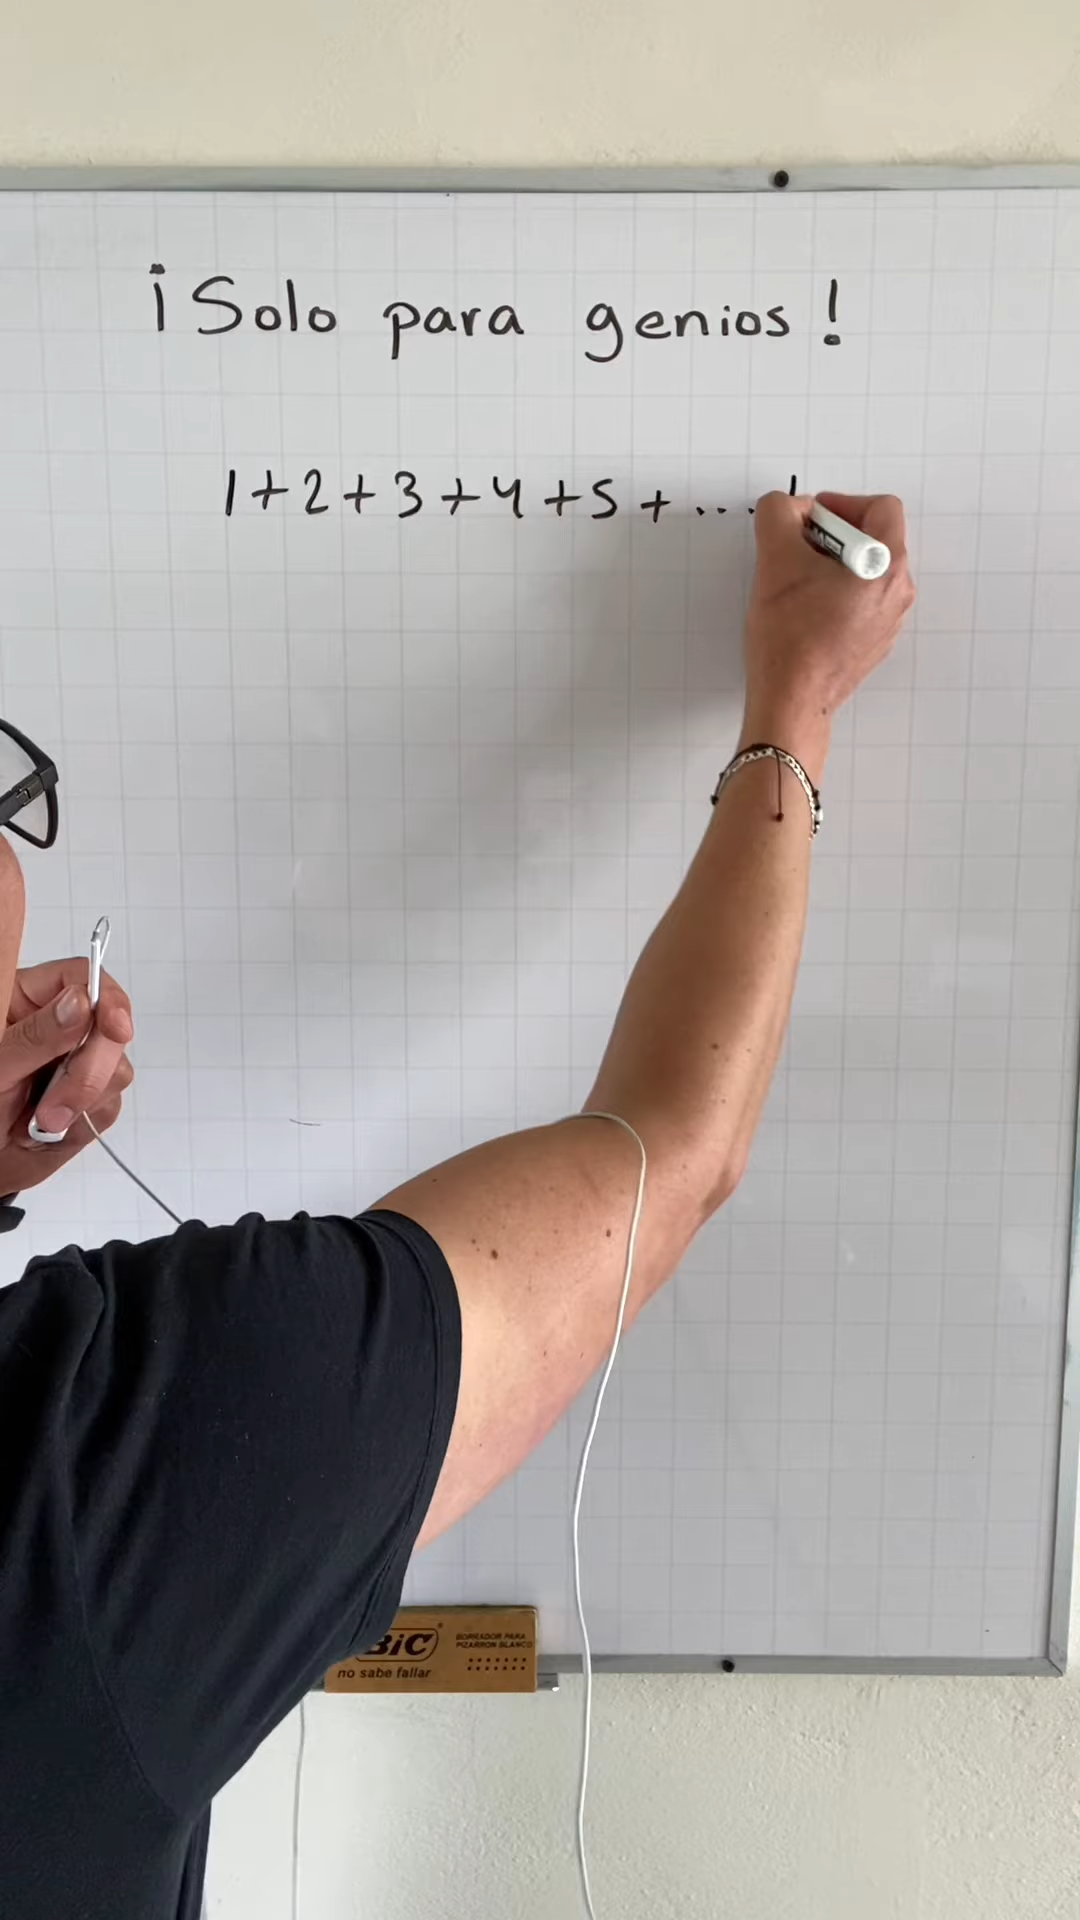 ¡Solo para genios!
1+2+3+4+5+...
BiC
BORRADOR PARA
PIZARRON BLANCO
no sabe fallar